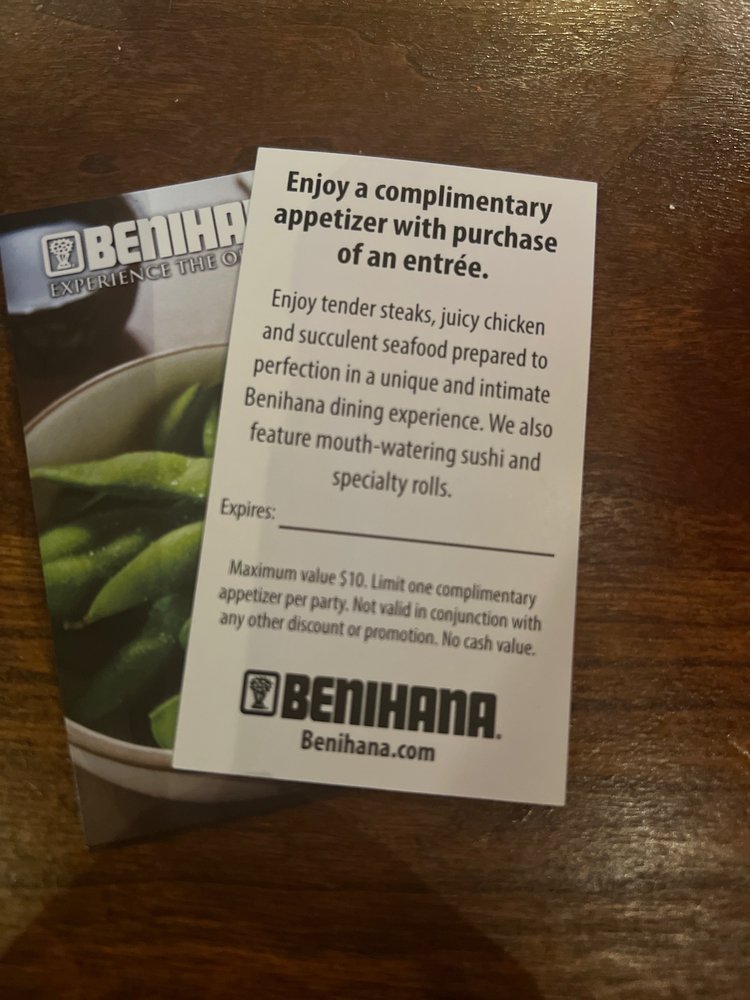 BENIHA
EXPERIENCE THE O
Enjoy a complimentary
appetizer with purchase
of an entrée.
Enjoy tender steaks, juicy chicken
and succulent seafood prepared to
perfection in a unique and intimate
Benihana dining experience. We also
feature mouth-watering sushi and
specialty rolls.
Expires:
Maximum value $10. Limit one complimentary
appetizer per party. Not valid in conjunction with
any other discount or promotion. No cash value.
BENIHANA.
Benihana.com